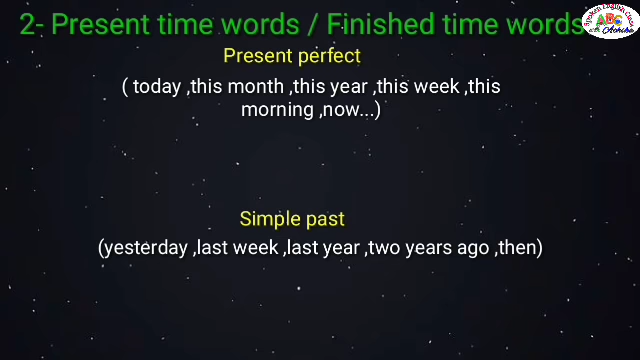 2- Present time words / Finished time words
Present perfect
( today ,this month ,this year ,this week ,this
morning ,now...)
Simple past
(yesterday ,last week ,last year ,two years ago ,then)
ABC